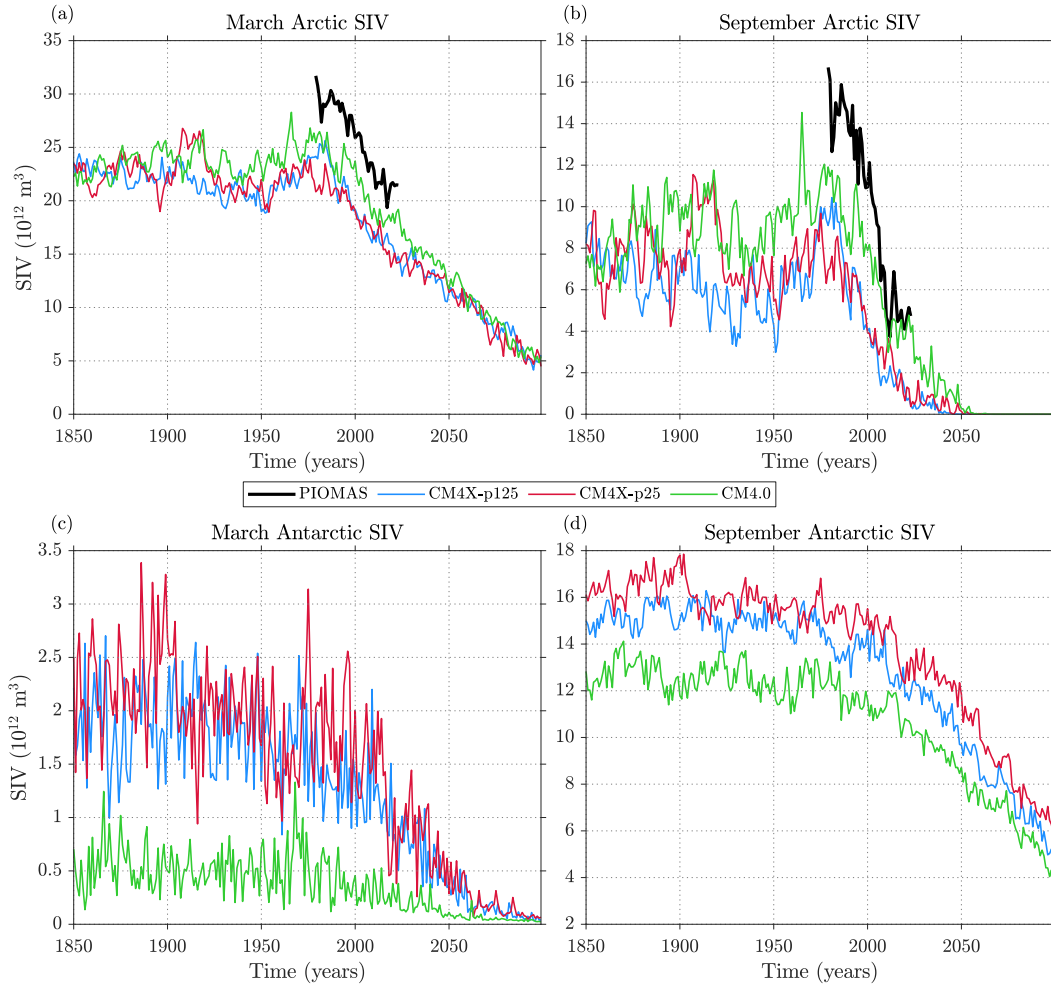 (a)
March Arctic SIV
35
30
25
20
15
10
5
0
SIV (10¹² m³)
1850 1900 1950 2000 2050
Time (years)
(b)
September Arctic SIV
18
16
14
12
10
8
6
4
2
0
1850 1900 1950 2000 2050
Time (years)
PIOMAS CM4X-p125 CM4X-p25 CM4.0
(c)
March Antarctic SIV
3.5
3
2.5
2
1.5
1
0.5
0
SIV (10¹² m³)
1850 1900 1950 2000 2050
Time (years)
(d)
September Antarctic SIV
18
16
14
12
10
8
6
4
2
1850 1900 1950 2000 2050
Time (years)